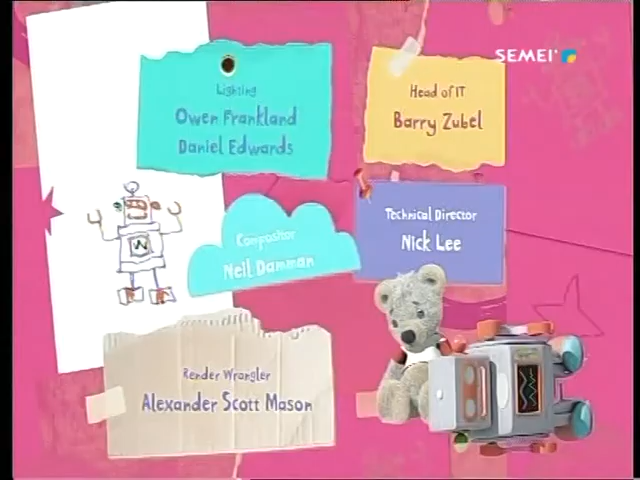 SEMEI
Lighting
Owen Frankland
Daniel Edwards
Head of IT
Barry Zubel
Technical Director
Nick Lee
Compositor
Neil Damman
Render Wrangler
Alexander Scott Mason